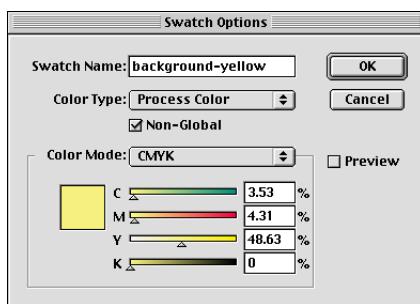 Swatch Options
Swatch Name: background-yellow
OK
Color Type: Process Color
Cancel
Non-Global
Color Mode: CMYK
Preview
C 3.53 %
M 4.31 %
Y 48.63 %
K 0 %